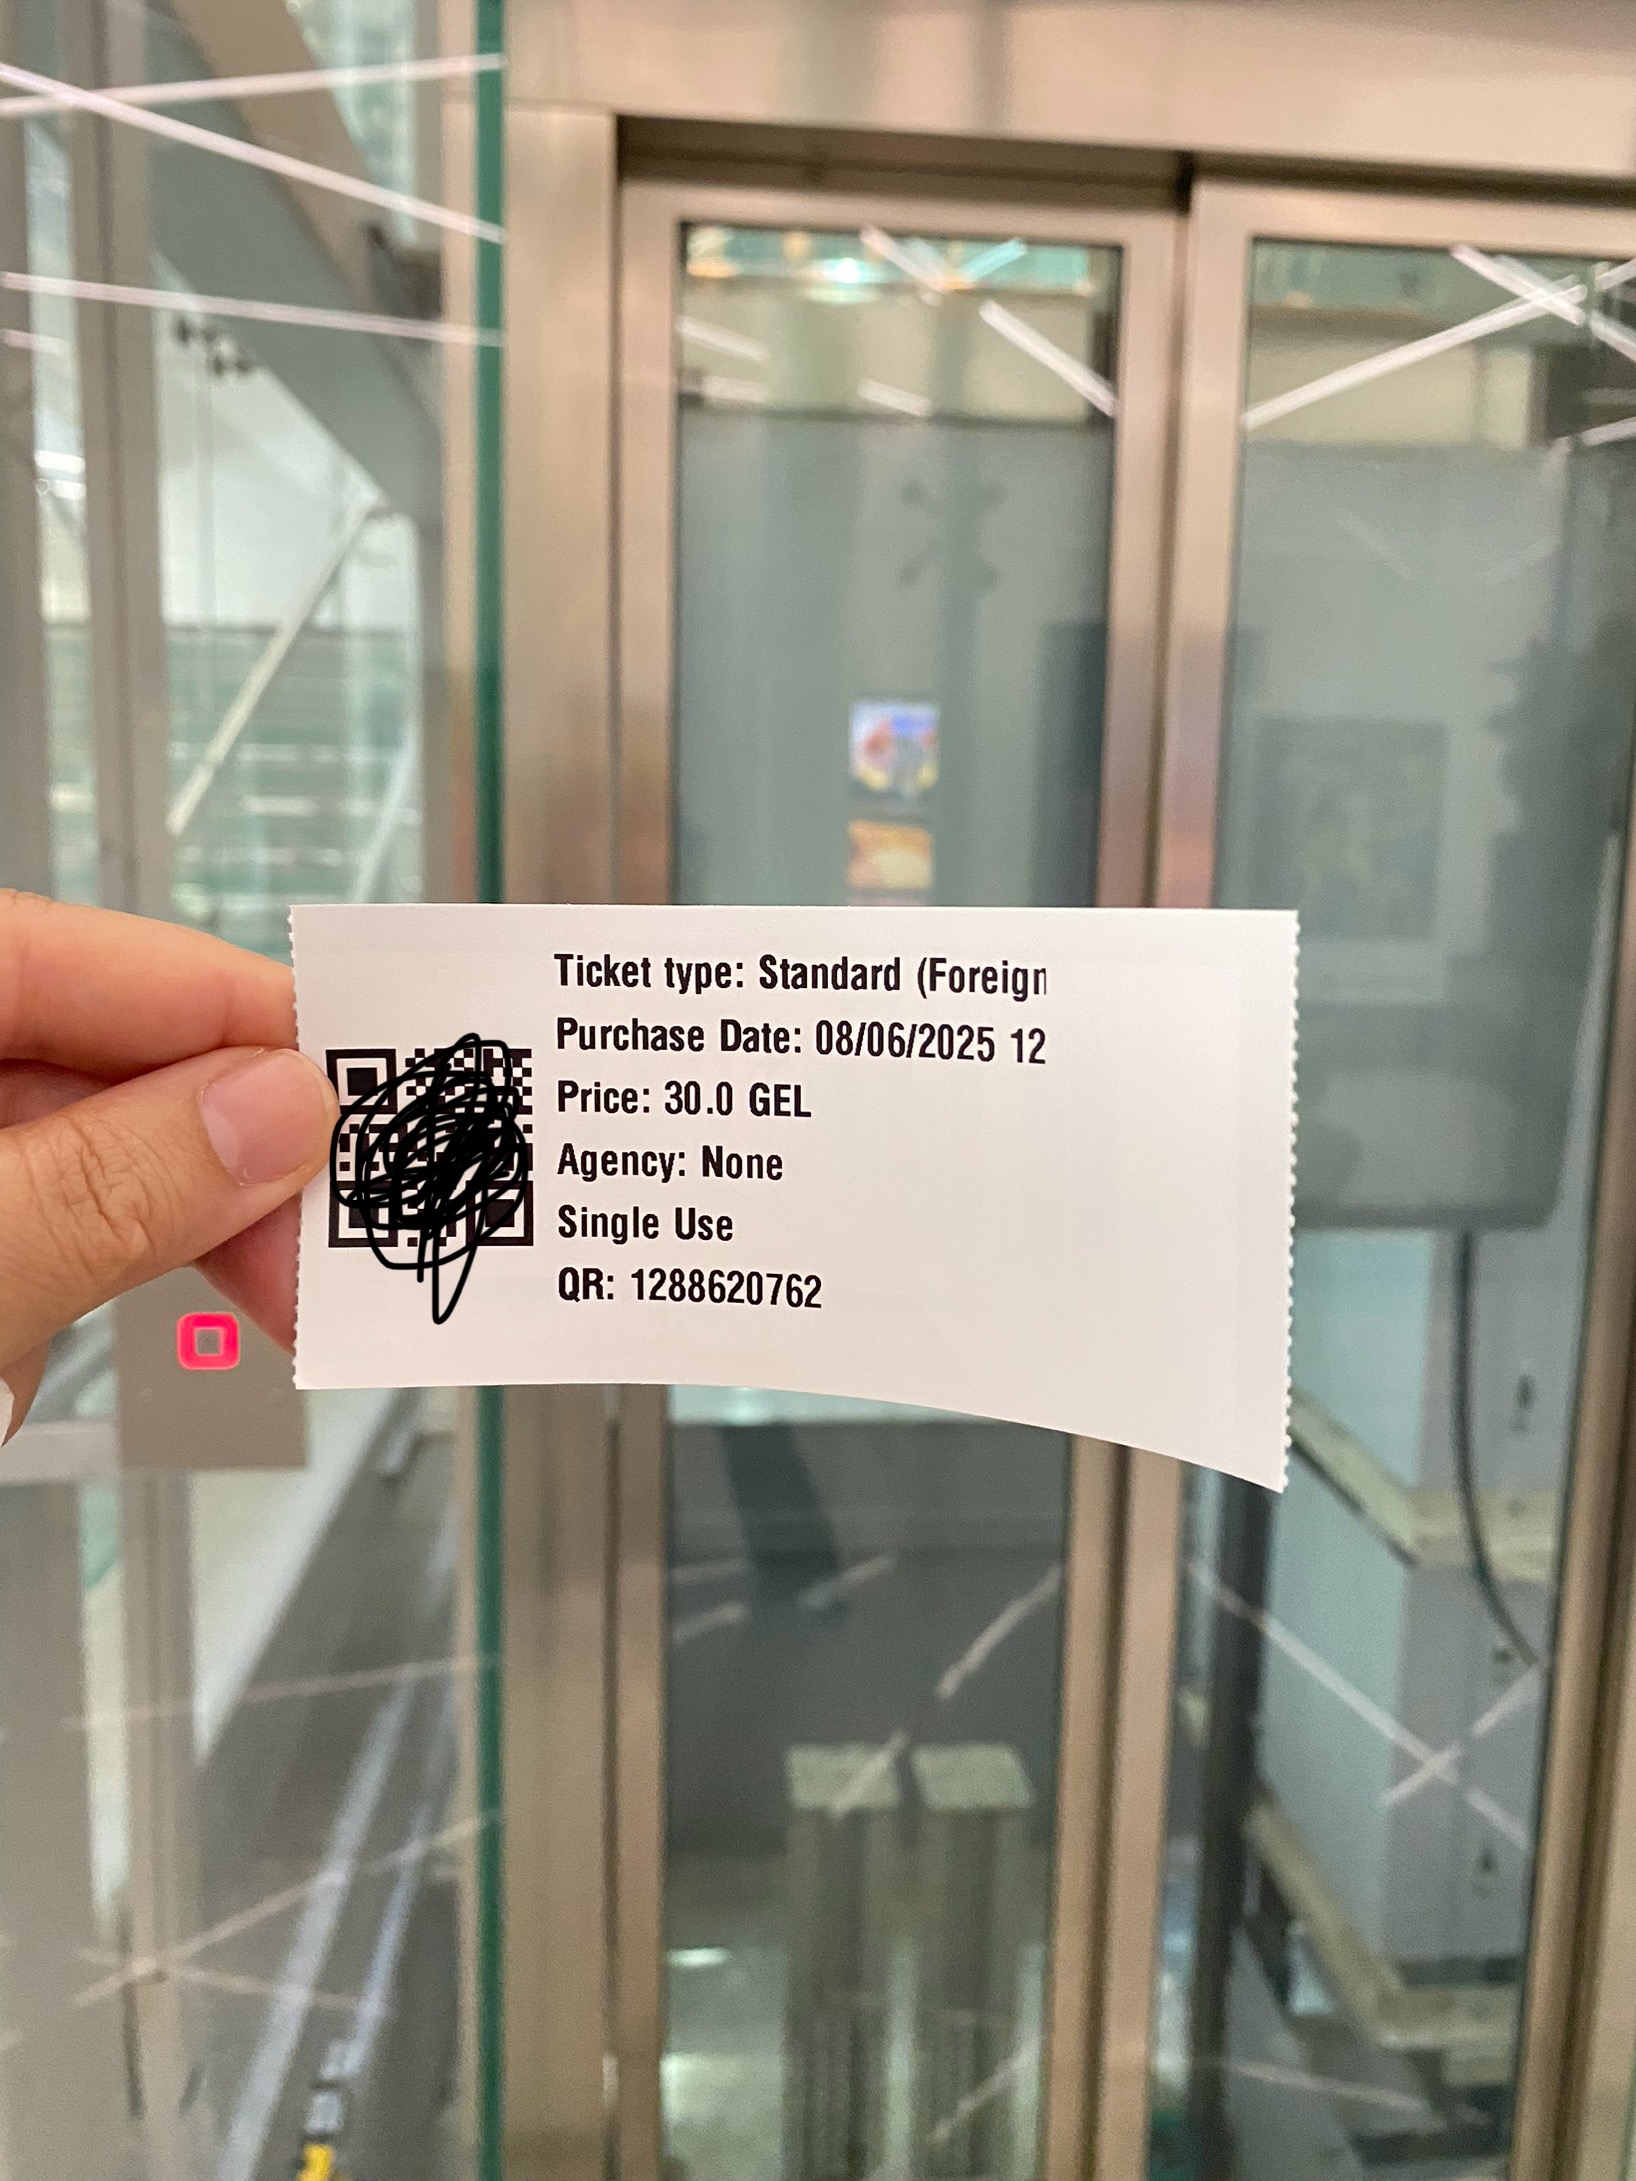 Ticket type: Standard (Foreign
Purchase Date: 08/06/2025 12
Price: 30.0 GEL
Agency: None
Single Use
QR: 1288620762